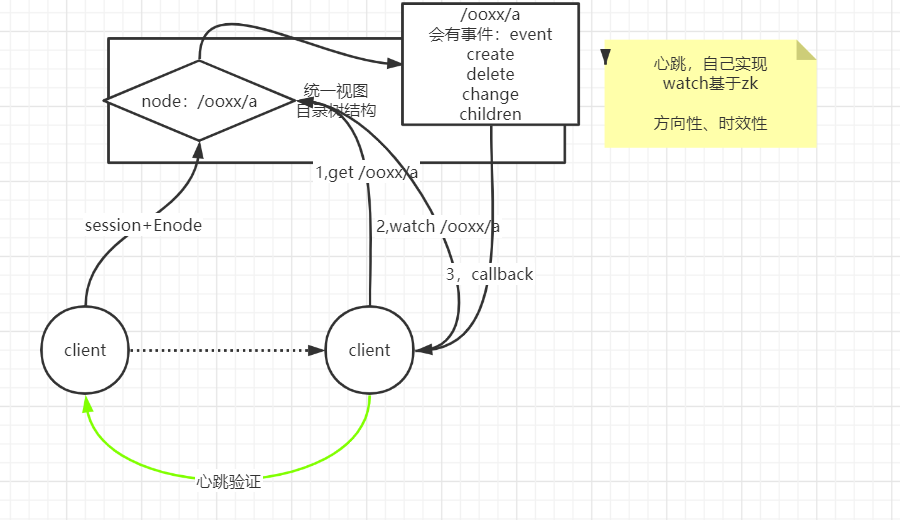 /ooxx/a
会有事件：event
create
delete
change
children
心跳，自己实现
watch基于zk
方向性、时效性
node：/ooxx/a
统一视图
目录树结构
1,get /ooxx/a
session+Enode
2,watch /ooxx/a
3，callback
client
client
心跳验证